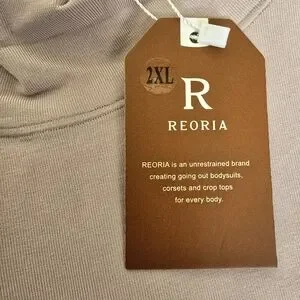 2XL
R
REORIA
REORIA is an unrestrained brand
creating going out bodysuits,
corsets and crop tops
for every body.